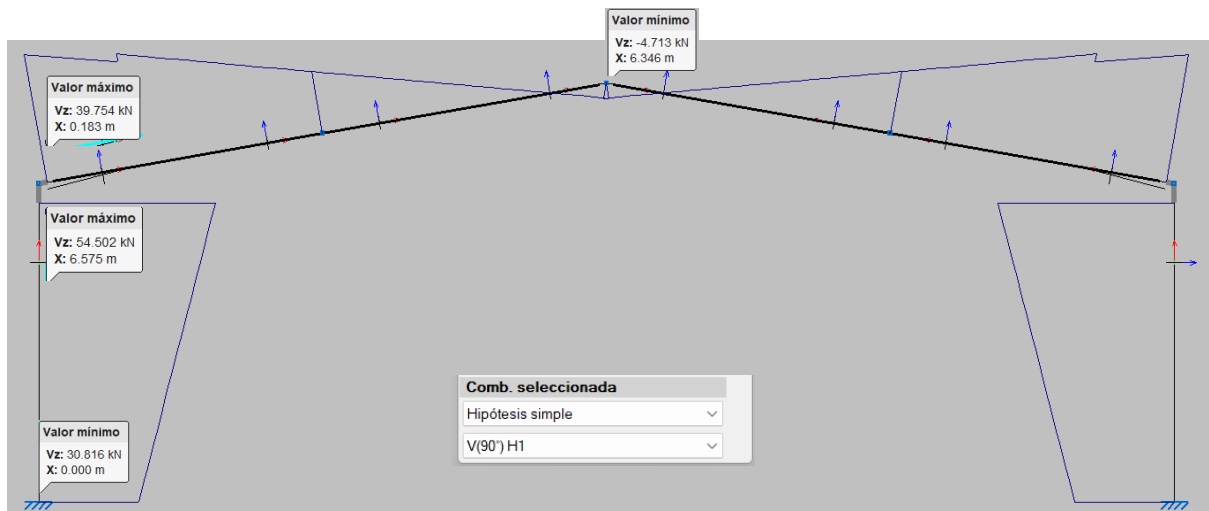 Valor mínimo
Vz: -4.713 kN
X: 6.346 m
Valor máximo
Vz: 39.754 kN
X: 0.183 m
Valor máximo
Vz: 54.502 kN
X: 6.575 m
Comb. seleccionada
Hipótesis simple
V(90°) H1
Valor mínimo
Vz: 30.816 kN
X: 0.000 m